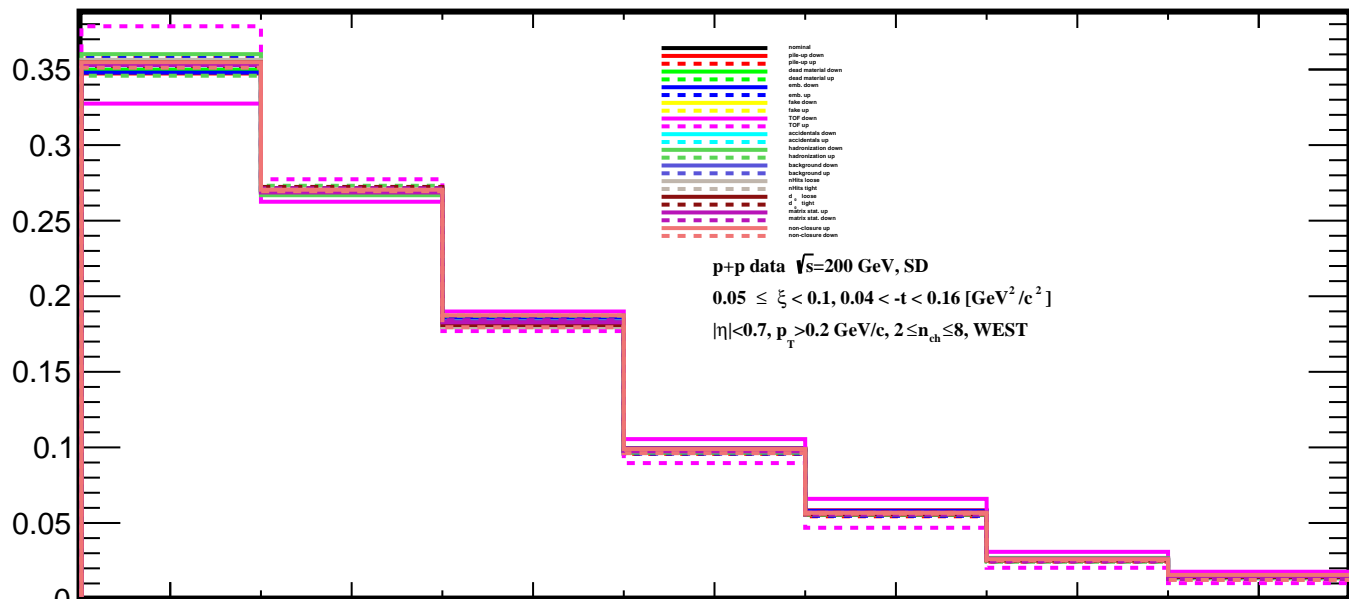 0.35
0.3
0.25
0.2
0.15
0.1
0.05
0
nominal
pile-up down
pile-up up
dead material down
dead material up
emb. down
emb. up
fake down
fake up
TOF down
TOF up
accidentals down
accidentals up
hadronization down
hadronization up
background down
background up
nHits loose
nHits tight
d₀ loose
d₀ tight
matrix stat. up
matrix stat. down
non-closure up
non-closure down
p+p data √s=200 GeV, SD
0.05 ≤ ξ < 0.1, 0.04 < -t < 0.16 [GeV²/c²]
|η|<0.7, p_T>0.2 GeV/c, 2≤n_ch≤8, WEST